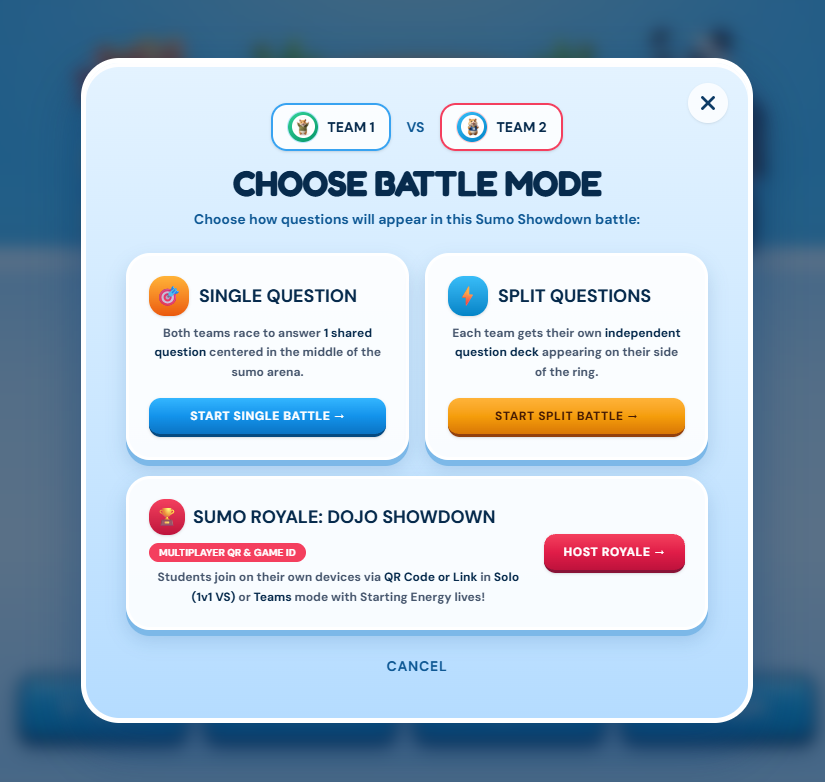 TEAM 1
VS
TEAM 2
CHOOSE BATTLE MODE
Choose how questions will appear in this Sumo Showdown battle:
SINGLE QUESTION
Both teams race to answer 1 shared
question centered in the middle of the
sumo arena.
START SINGLE BATTLE →
SPLIT QUESTIONS
Each team gets their own independent
question deck appearing on their side
of the ring.
START SPLIT BATTLE →
SUMO ROYALE: DOJO SHOWDOWN
MULTIPLAYER QR & GAME ID
Students join on their own devices via QR Code or Link in Solo
(1v1 VS) or Teams mode with Starting Energy lives!
HOST ROYALE →
CANCEL